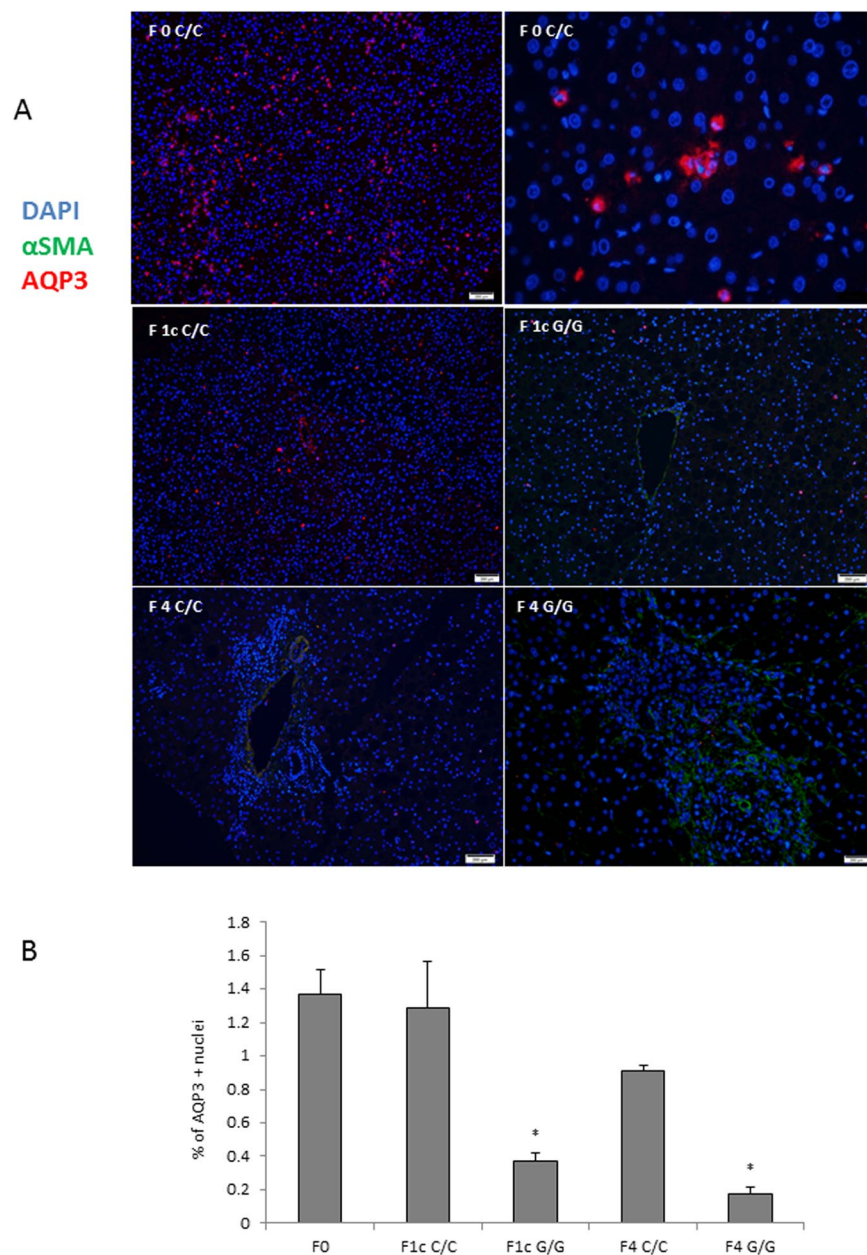 A
DAPI
αSMA
AQP3
F 0 C/C
F 0 C/C
F 1c C/C
F 1c G/G
F 4 C/C
F 4 G/G
B
% of AQP3 + nuclei
1.8
1.6
1.4
1.2
1
0.8
0.6
0.4
0.2
0
*
*
F0
F1c C/C
F1c G/G
F4 C/C
F4 G/G